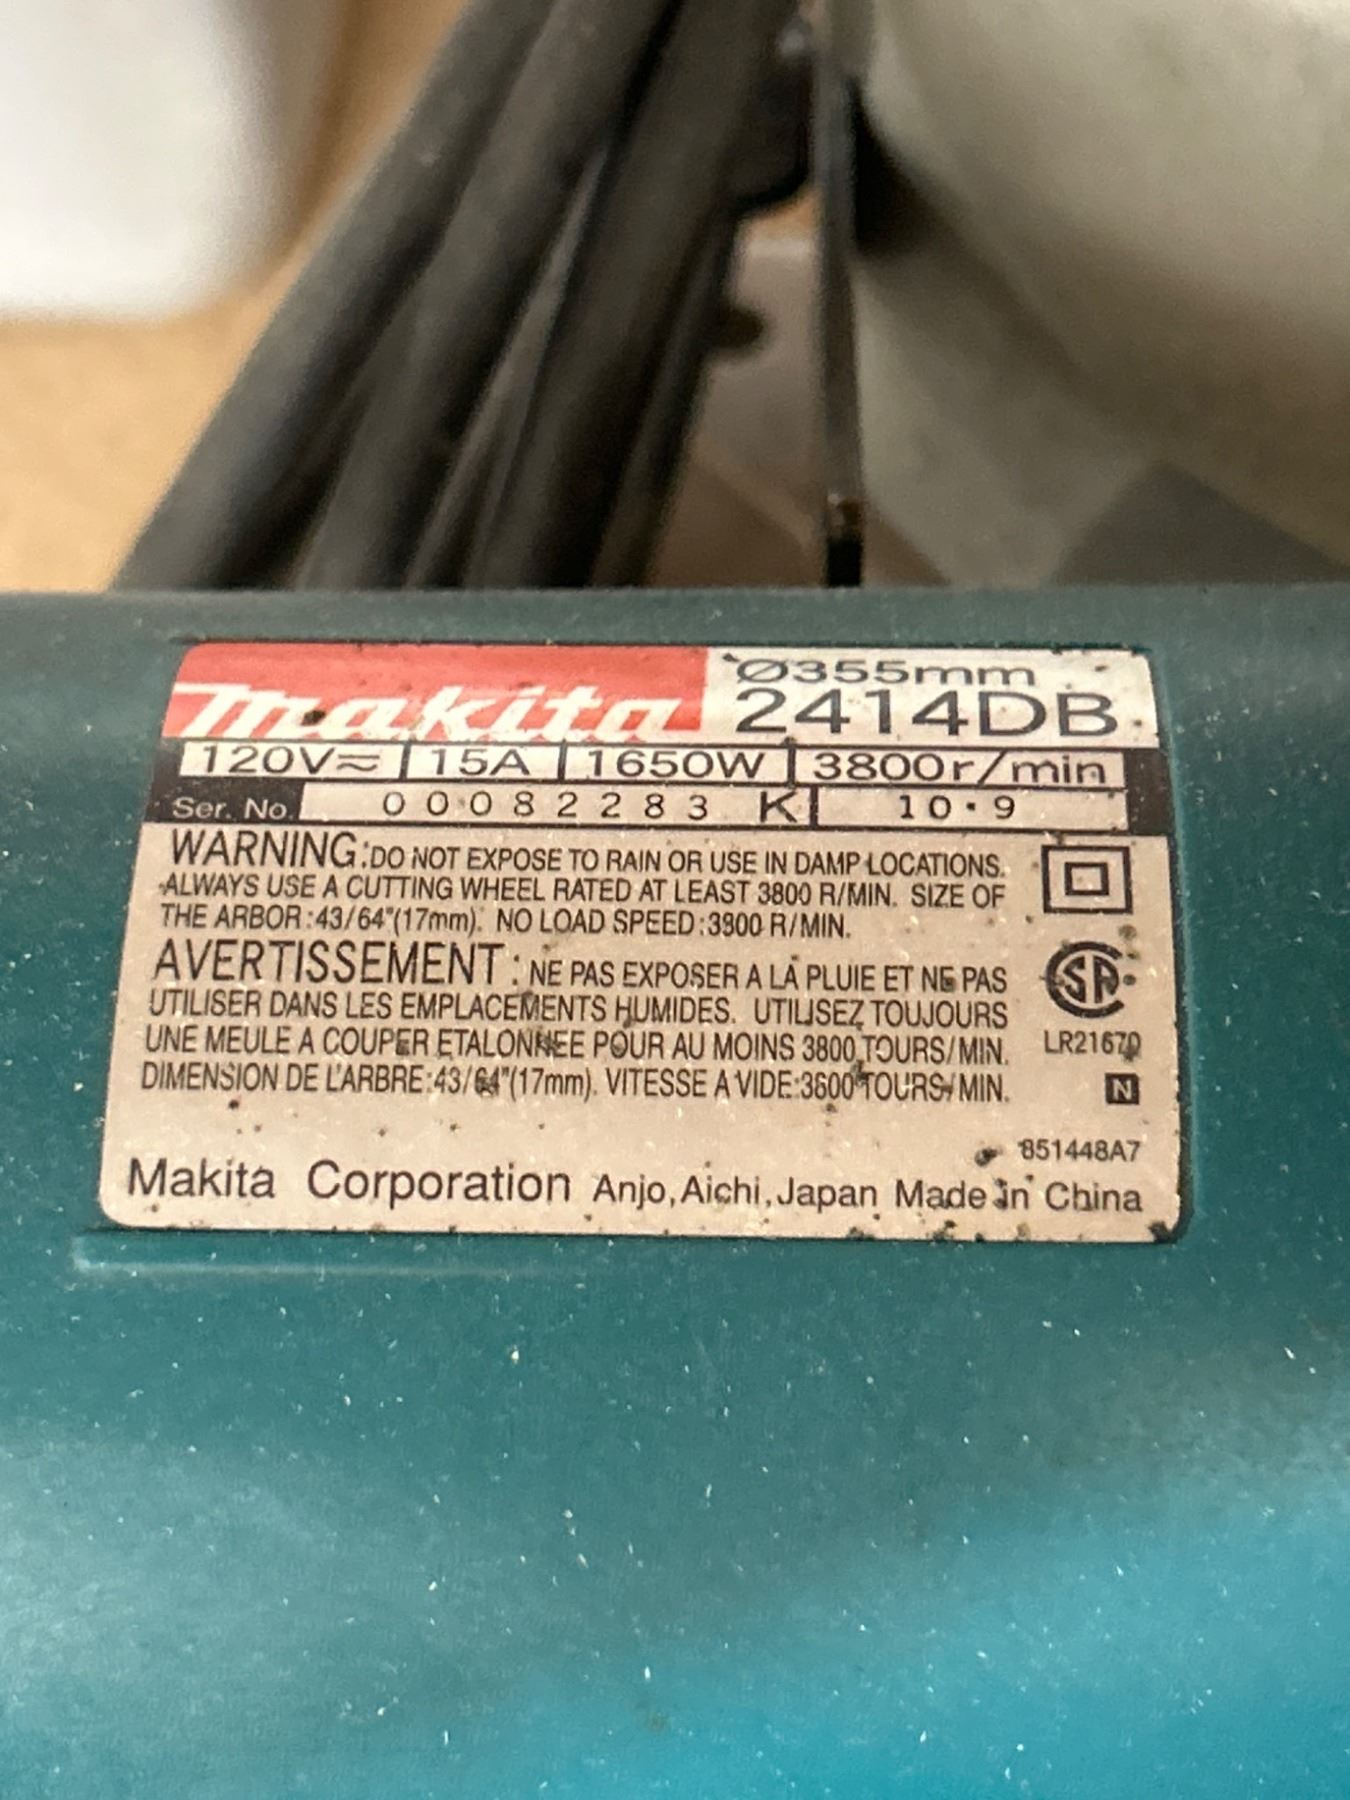 makita
Ø355mm
2414DB
120V≂ 15A 1650W 3800r/min
Ser. No. 00082283 K 10·9
WARNING:DO NOT EXPOSE TO RAIN OR USE IN DAMP LOCATIONS.
ALWAYS USE A CUTTING WHEEL RATED AT LEAST 3800 R/MIN. SIZE OF
THE ARBOR:43/64"(17mm). NO LOAD SPEED:3800 R/MIN.
AVERTISSEMENT: NE PAS EXPOSER A LA PLUIE ET NE PAS
UTILISER DANS LES EMPLACEMENTS HUMIDES. UTILISEZ TOUJOURS
UNE MEULE A COUPER ETALONNEE POUR AU MOINS 3800 TOURS/MIN.
DIMENSION DE L'ARBRE:43/64"(17mm). VITESSE A VIDE:3800 TOURS/MIN.
SA
LR21670
N
851448A7
Makita Corporation Anjo,Aichi,Japan Made in China